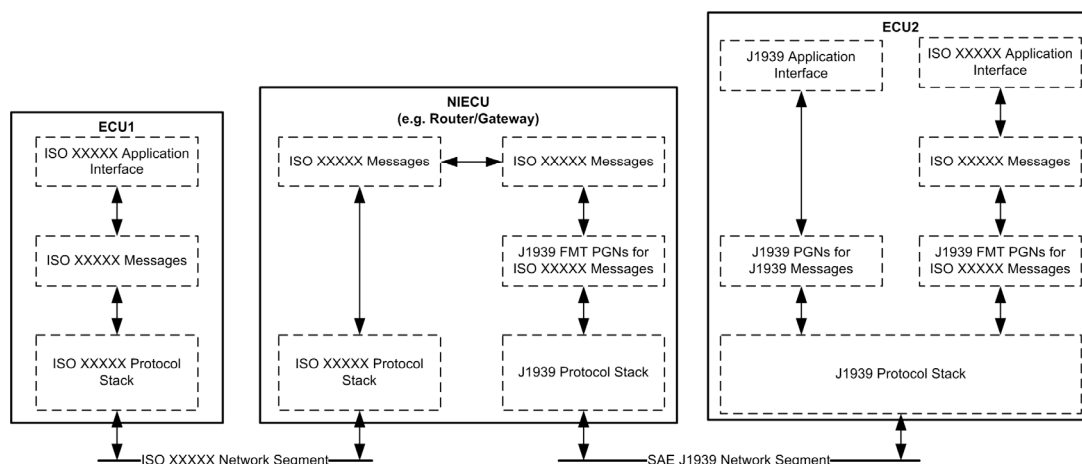 ECU1
ISO XXXXX Application
Interface
ISO XXXXX Messages
ISO XXXXX Protocol
Stack
NIECU
(e.g. Router/Gateway)
ISO XXXXX Messages
ISO XXXXX Messages
J1939 FMT PGNs for
ISO XXXXX Messages
ISO XXXXX Protocol
Stack
J1939 Protocol Stack
ECU2
J1939 Application
Interface
ISO XXXXX Application
Interface
ISO XXXXX Messages
J1939 PGNs for
J1939 Messages
J1939 FMT PGNs for
ISO XXXXX Messages
J1939 Protocol Stack
ISO XXXXX Network Segment
SAE J1939 Network Segment